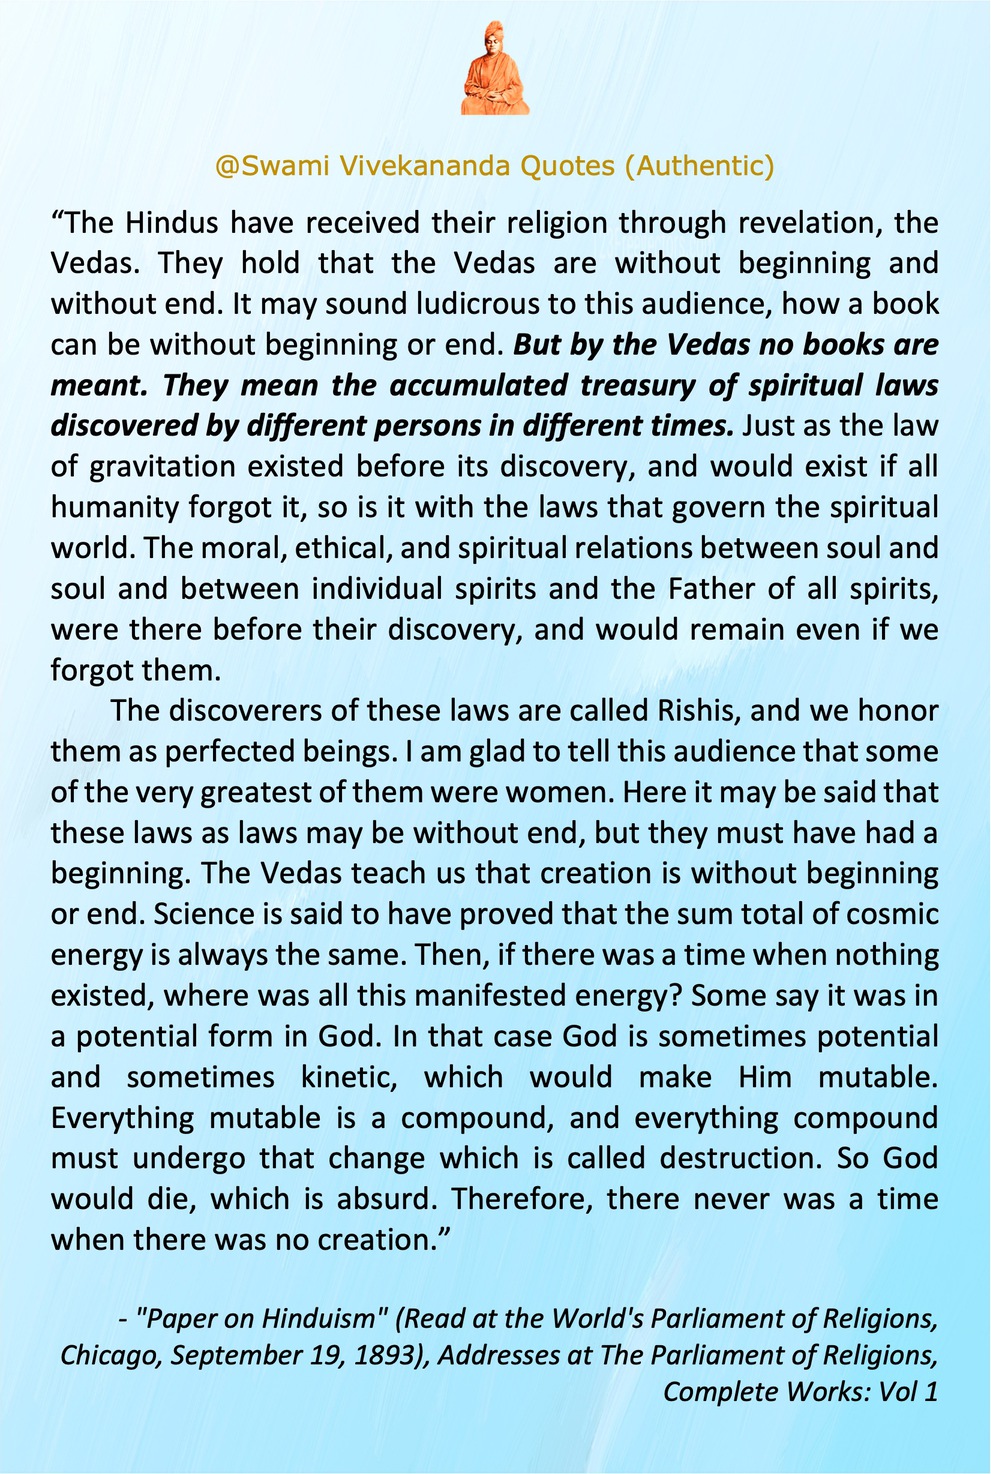 @Swami Vivekananda Quotes (Authentic)
“The Hindus have received their religion through revelation, the
Vedas. They hold that the Vedas are without beginning and
without end. It may sound ludicrous to this audience, how a book
can be without beginning or end. But by the Vedas no books are
meant. They mean the accumulated treasury of spiritual laws
discovered by different persons in different times. Just as the law
of gravitation existed before its discovery, and would exist if all
humanity forgot it, so is it with the laws that govern the spiritual
world. The moral, ethical, and spiritual relations between soul and
soul and between individual spirits and the Father of all spirits,
were there before their discovery, and would remain even if we
forgot them.
The discoverers of these laws are called Rishis, and we honor
them as perfected beings. I am glad to tell this audience that some
of the very greatest of them were women. Here it may be said that
these laws as laws may be without end, but they must have had a
beginning. The Vedas teach us that creation is without beginning
or end. Science is said to have proved that the sum total of cosmic
energy is always the same. Then, if there was a time when nothing
existed, where was all this manifested energy? Some say it was in
a potential form in God. In that case God is sometimes potential
and sometimes kinetic, which would make Him mutable.
Everything mutable is a compound, and everything compound
must undergo that change which is called destruction. So God
would die, which is absurd. Therefore, there never was a time
when there was no creation.”
- "Paper on Hinduism" (Read at the World's Parliament of Religions,
Chicago, September 19, 1893), Addresses at The Parliament of Religions,
Complete Works: Vol 1